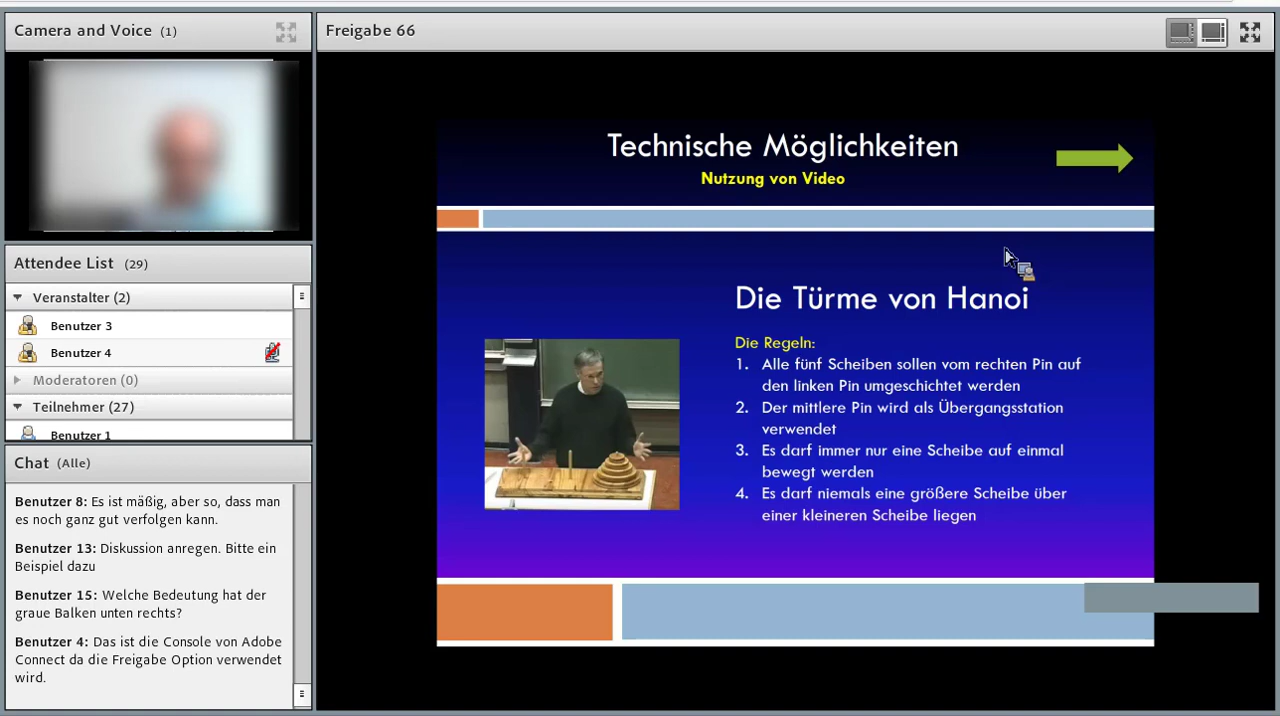 Camera and Voice (1)
Attendee List (29)
Veranstalter (2)
Benutzer 3
Benutzer 4
Moderatoren (0)
Teilnehmer (27)
Benutzer 1
Chat (Alle)
Benutzer 8: Es ist mäßig, aber so, dass man
es noch ganz gut verfolgen kann.
Benutzer 13: Diskussion anregen. Bitte ein
Beispiel dazu
Benutzer 15: Welche Bedeutung hat der
graue Balken unten rechts?
Benutzer 4: Das ist die Console von Adobe
Connect da die Freigabe Option verwendet
wird.
Freigabe 66
Technische Möglichkeiten
Nutzung von Video
Die Türme von Hanoi
Die Regeln:
1. Alle fünf Scheiben sollen vom rechten Pin auf
den linken Pin umgeschichtet werden
2. Der mittlere Pin wird als Übergangsstation
verwendet
3. Es darf immer nur eine Scheibe auf einmal
bewegt werden
4. Es darf niemals eine größere Scheibe über
einer kleineren Scheibe liegen